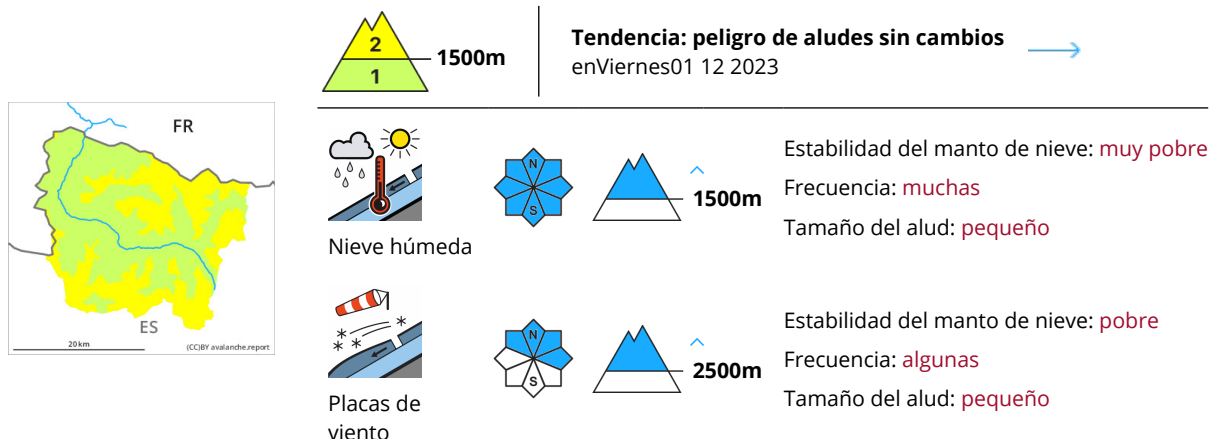 2
1
1500m
Tendencia: peligro de aludes sin cambios
enViernes01 12 2023
FR
ES
20 km
(CC)BY avalanche.report
Nieve húmeda
N
S
1500m
Estabilidad del manto de nieve: muy pobre
Frecuencia: muchas
Tamaño del alud: pequeño
Placas de
viento
N
S
2500m
Estabilidad del manto de nieve: pobre
Frecuencia: algunas
Tamaño del alud: pequeño